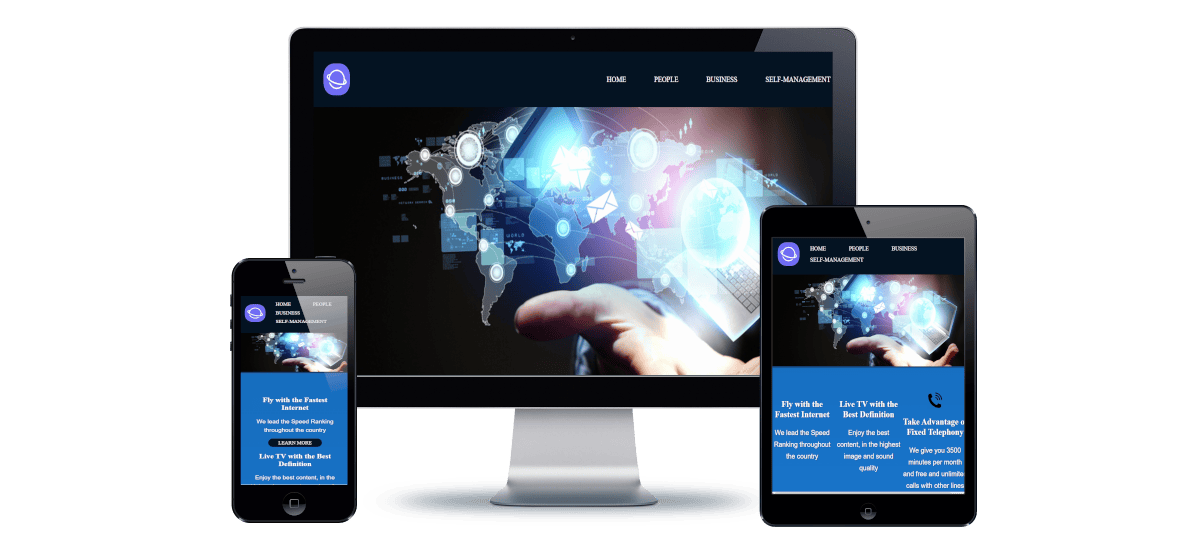 HOME PEOPLE BUSINESS SELF-MANAGEMENT
BUSINESS
WORLD
HOME PEOPLE
BUSINESS
SELF-MANAGEMENT
Fly with the Fastest
Internet
We lead the Speed Ranking
throughout the country
LEARN MORE
Live TV with the Best
Definition
Enjoy the best content, in the
HOME PEOPLE BUSINESS
SELF-MANAGEMENT
Fly with the
Fastest Internet
We lead the Speed
Ranking throughout
the country
Live TV with the
Best Definition
Enjoy the best
content, in the highest
image and sound
quality
Take Advantage o
Fixed Telephony
We give you 3500
minutes per month
and free and unlimite
calls with other lines